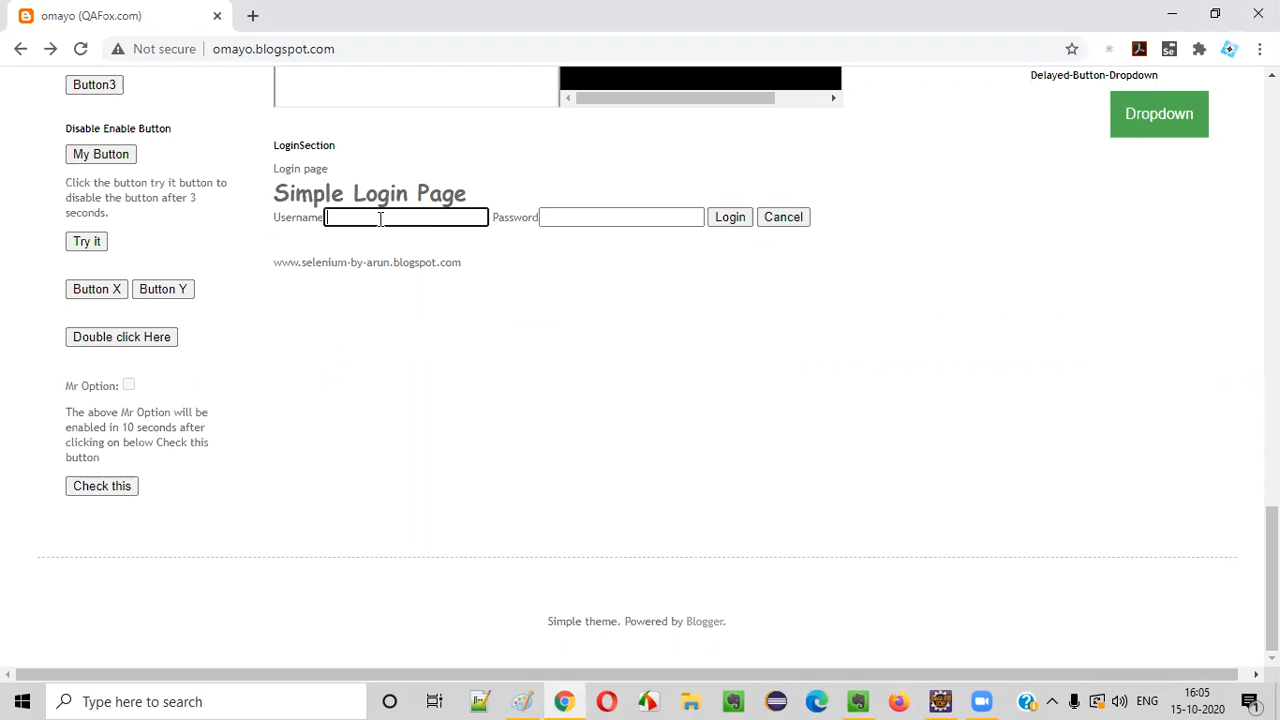 omayo (QAFox.com)
Not secure
omayo.blogspot.com
Button3
Delayed-Button-Dropdown
Dropdown
Disable Enable Button
My Button
Click the button try it button to
disable the button after 3
seconds.
Try it
Button X
Button Y
Double click Here
Mr Option:
The above Mr Option will be
enabled in 10 seconds after
clicking on below Check this
button
Check this
LoginSection
Login page
Simple Login Page
Username
Password
Login
Cancel
www.selenium-by-arun.blogspot.com
Simple theme. Powered by Blogger.
Type here to search
ENG
16:05
15-10-2020